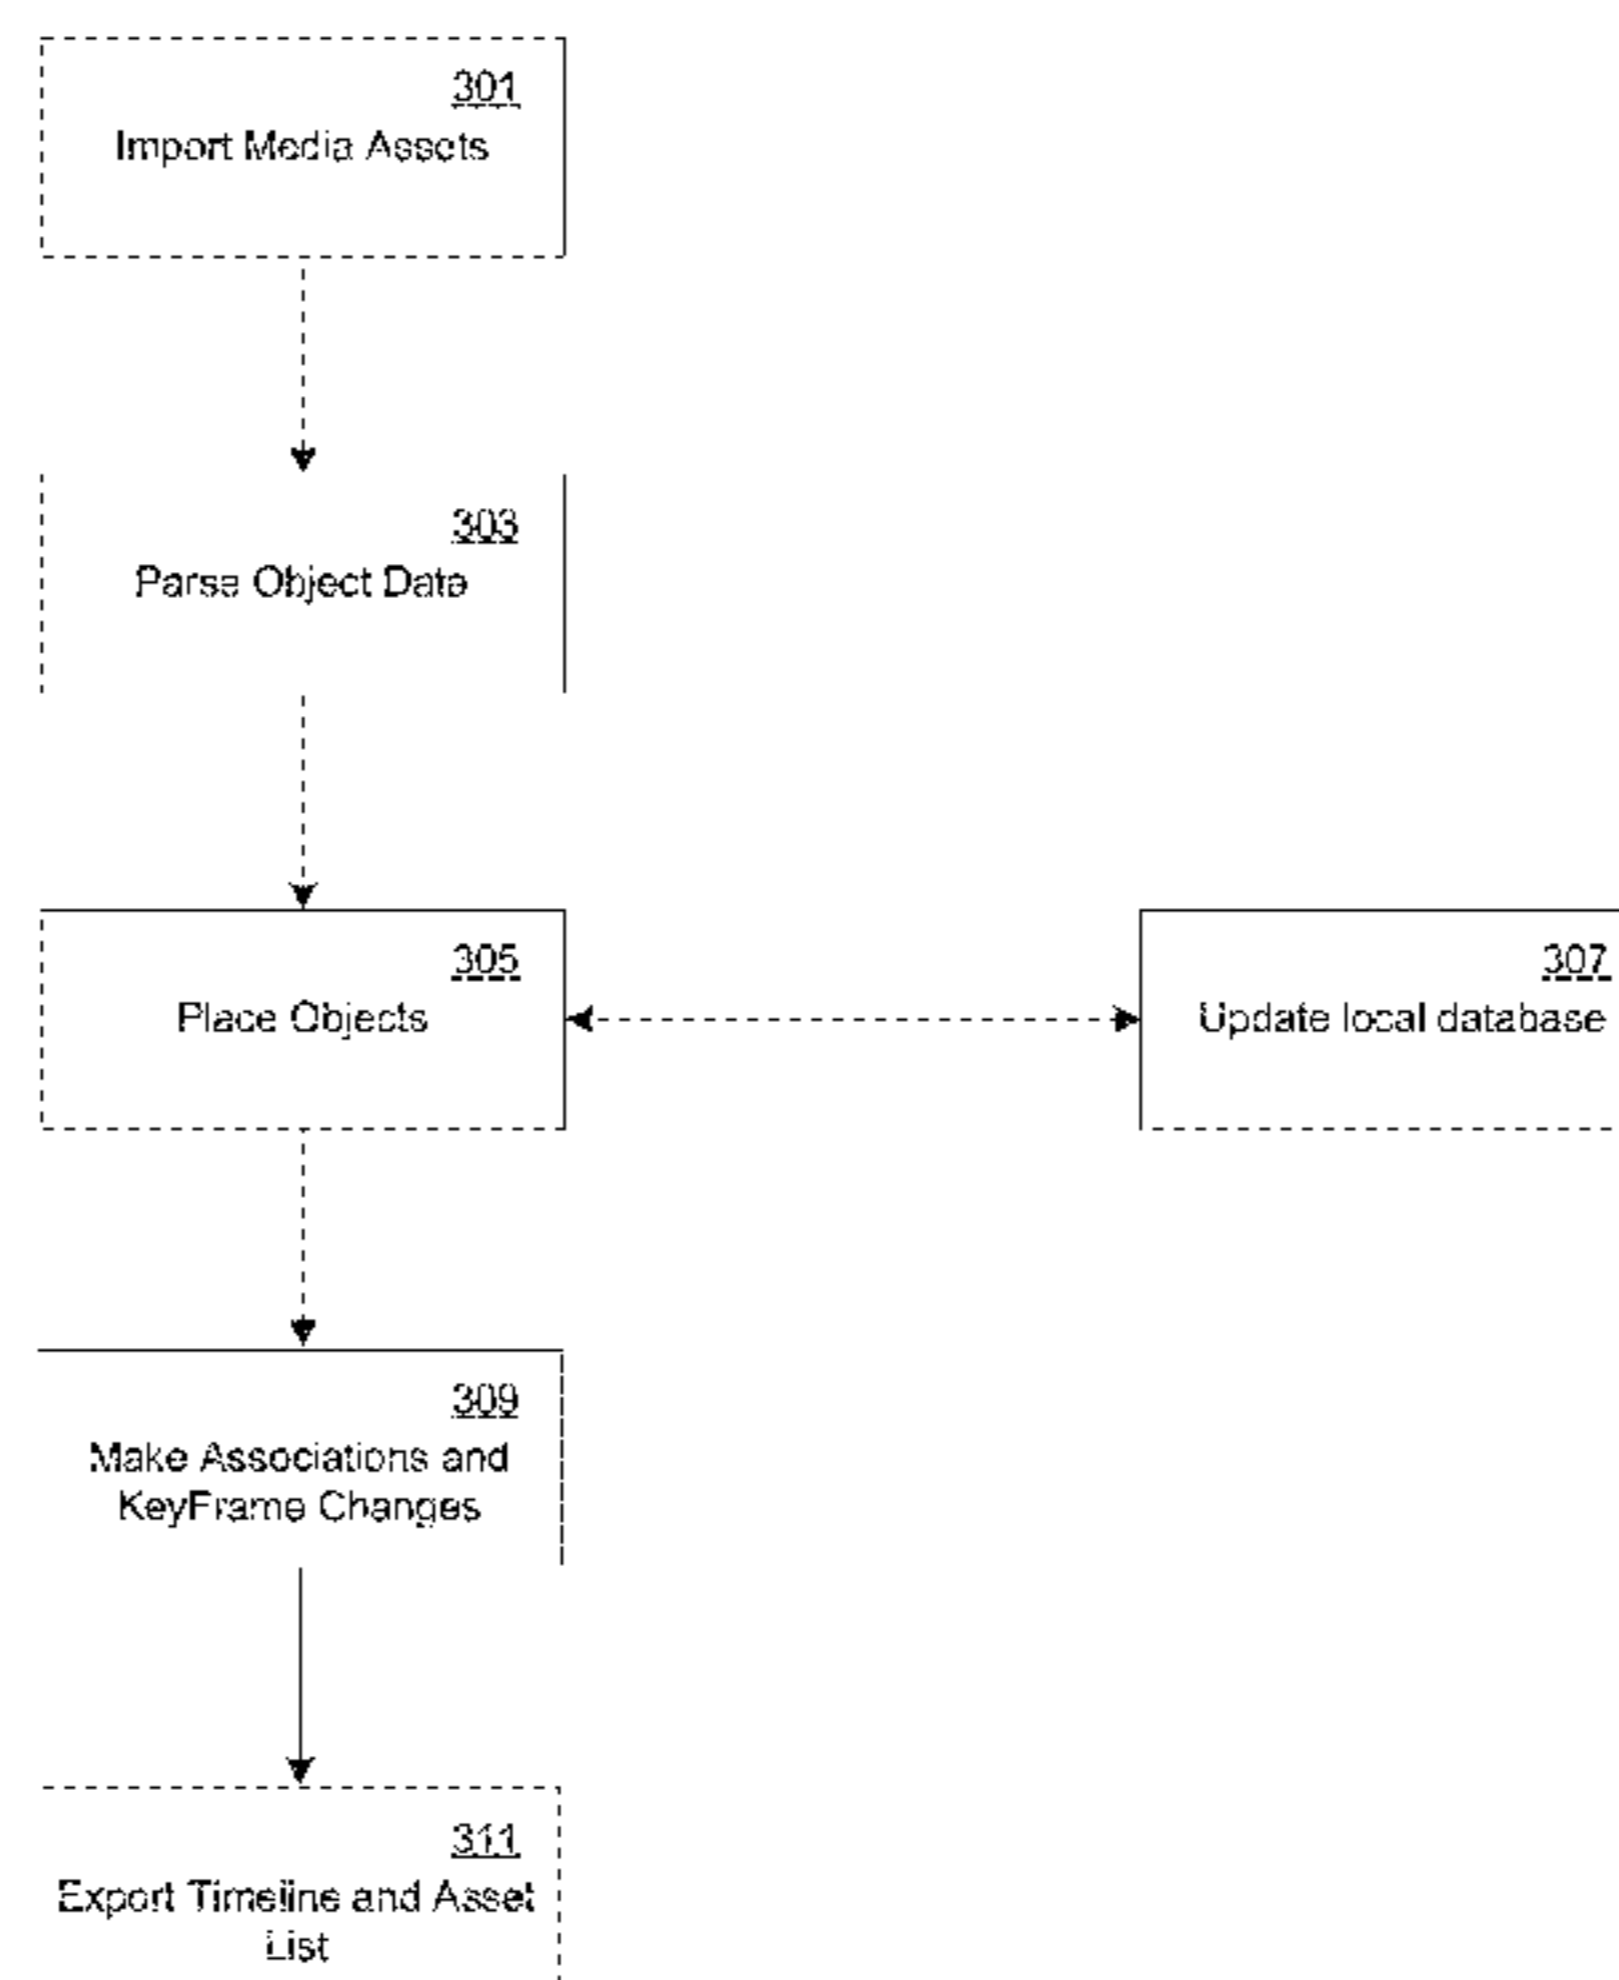 301
Import Media Assets
303
Parse Object Data
305
Place Objects
307
Update local database
309
Make Associations and
KeyFrame Changes
311
Export Timeline and Asset
List